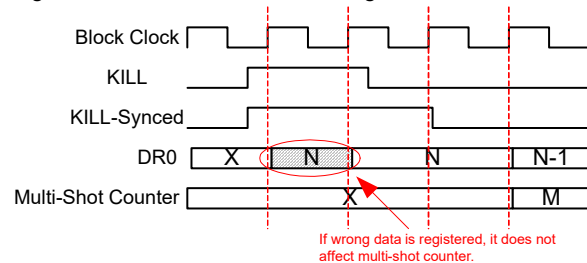 Block Clock
KILL
KILL-Synced
DR0 X N N N-1
Multi-Shot Counter X M
If wrong data is registered, it does not
affect multi-shot counter.